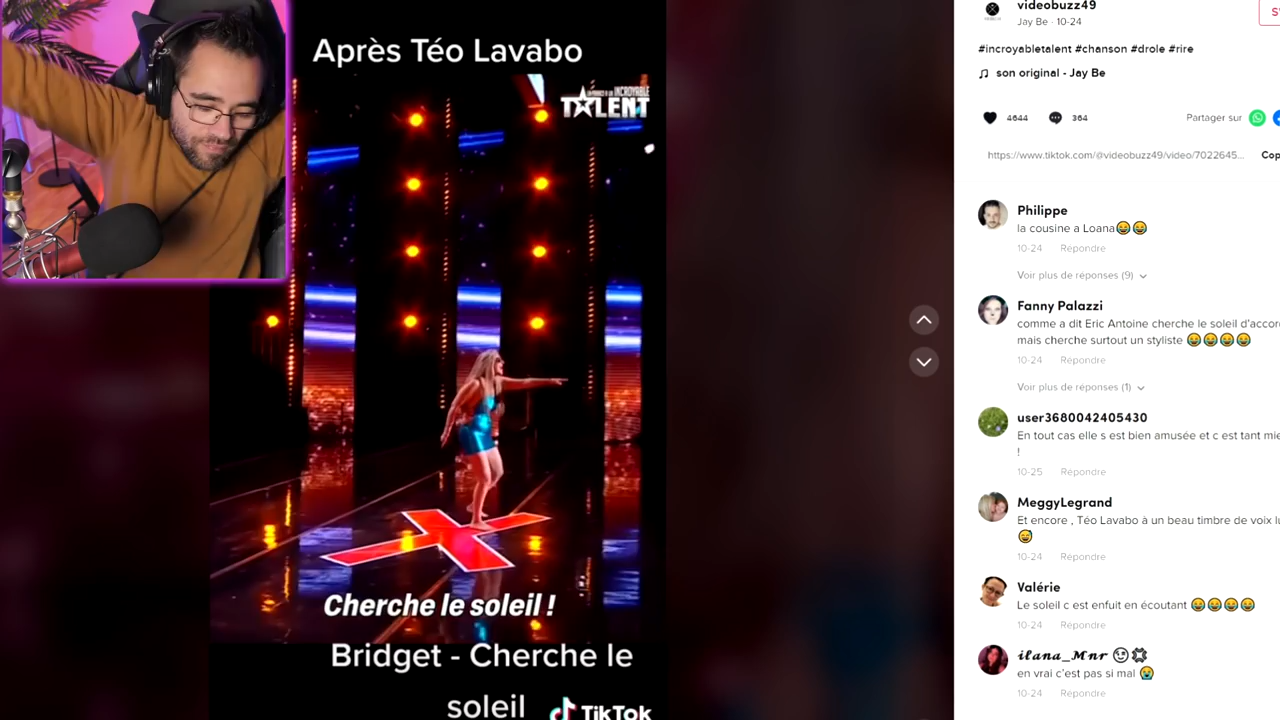 Après Téo Lavabo
LA FRANCE A UN INCROYABLE
TALENT
Cherche le soleil !
Bridget - Cherche le
soleil
TikTok
videobuzz49
Jay Be · 10-24
#incroyabletalent #chanson #drole #rire
son original - Jay Be
4644
364
Partager sur
https://www.tiktok.com/@videobuzz49/video/7022645...
Cop
Philippe
la cousine a Loana😂😂
10-24 Répondre
Voir plus de réponses (9)
Fanny Palazzi
comme a dit Eric Antoine cherche le soleil d'accor
mais cherche surtout un styliste 😂😂😂😂
10-24 Répondre
Voir plus de réponses (1)
user3680042405430
En tout cas elle s est bien amusée et c est tant mie
!
10-25 Répondre
MeggyLegrand
Et encore , Téo Lavabo à un beau timbre de voix lu
😅
10-24 Répondre
Valérie
Le soleil c est enfuit en écoutant 😂😂😂😂
10-24 Répondre
𝓲𝓵𝓪𝓷𝓪_𝓜𝓷𝓻
en vrai c'est pas si mal 😭
10-24 Répondre